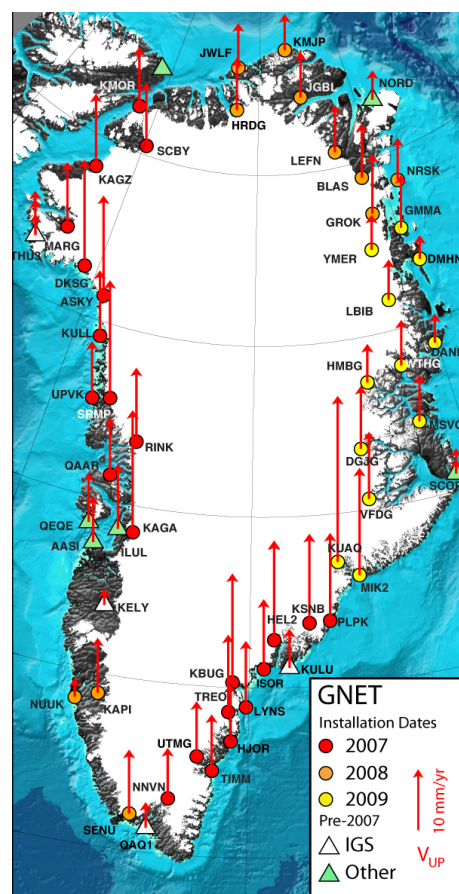 KMJP
JWLF
KMOR
JGBL
NORD
HRDG
SCBY
LEFN
KAGZ
BLAS
NRSK
GROK
GMMA
MARG
THU3
YMER
DMHN
DKSG
ASKY
LBIB
KULL
DANE
WTHG
HMBG
UPVK
SRMP
MSVG
RINK
DGJG
QAAR
SCOR
VFDG
QEQE
KAGA
AASI
ILUL
KUAQ
MIK2
KELY
KSNB
PLPK
HEL2
KULU
KBUG
ISOR
TREO
LYNS
NUUK
KAPI
UTMG
HJOR
TIMM
NNVN
SENU
QAQ1
GNET
Installation Dates
2007
2008
2009
Pre-2007
IGS
Other
10 mm/yr
VUP